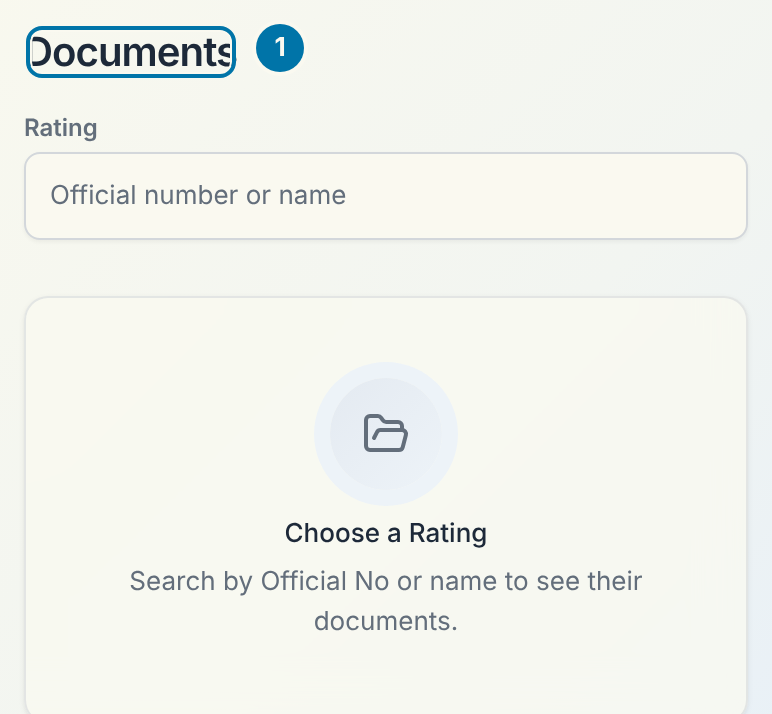 Documents 1
Rating
Official number or name
Choose a Rating
Search by Official No or name to see their
documents.